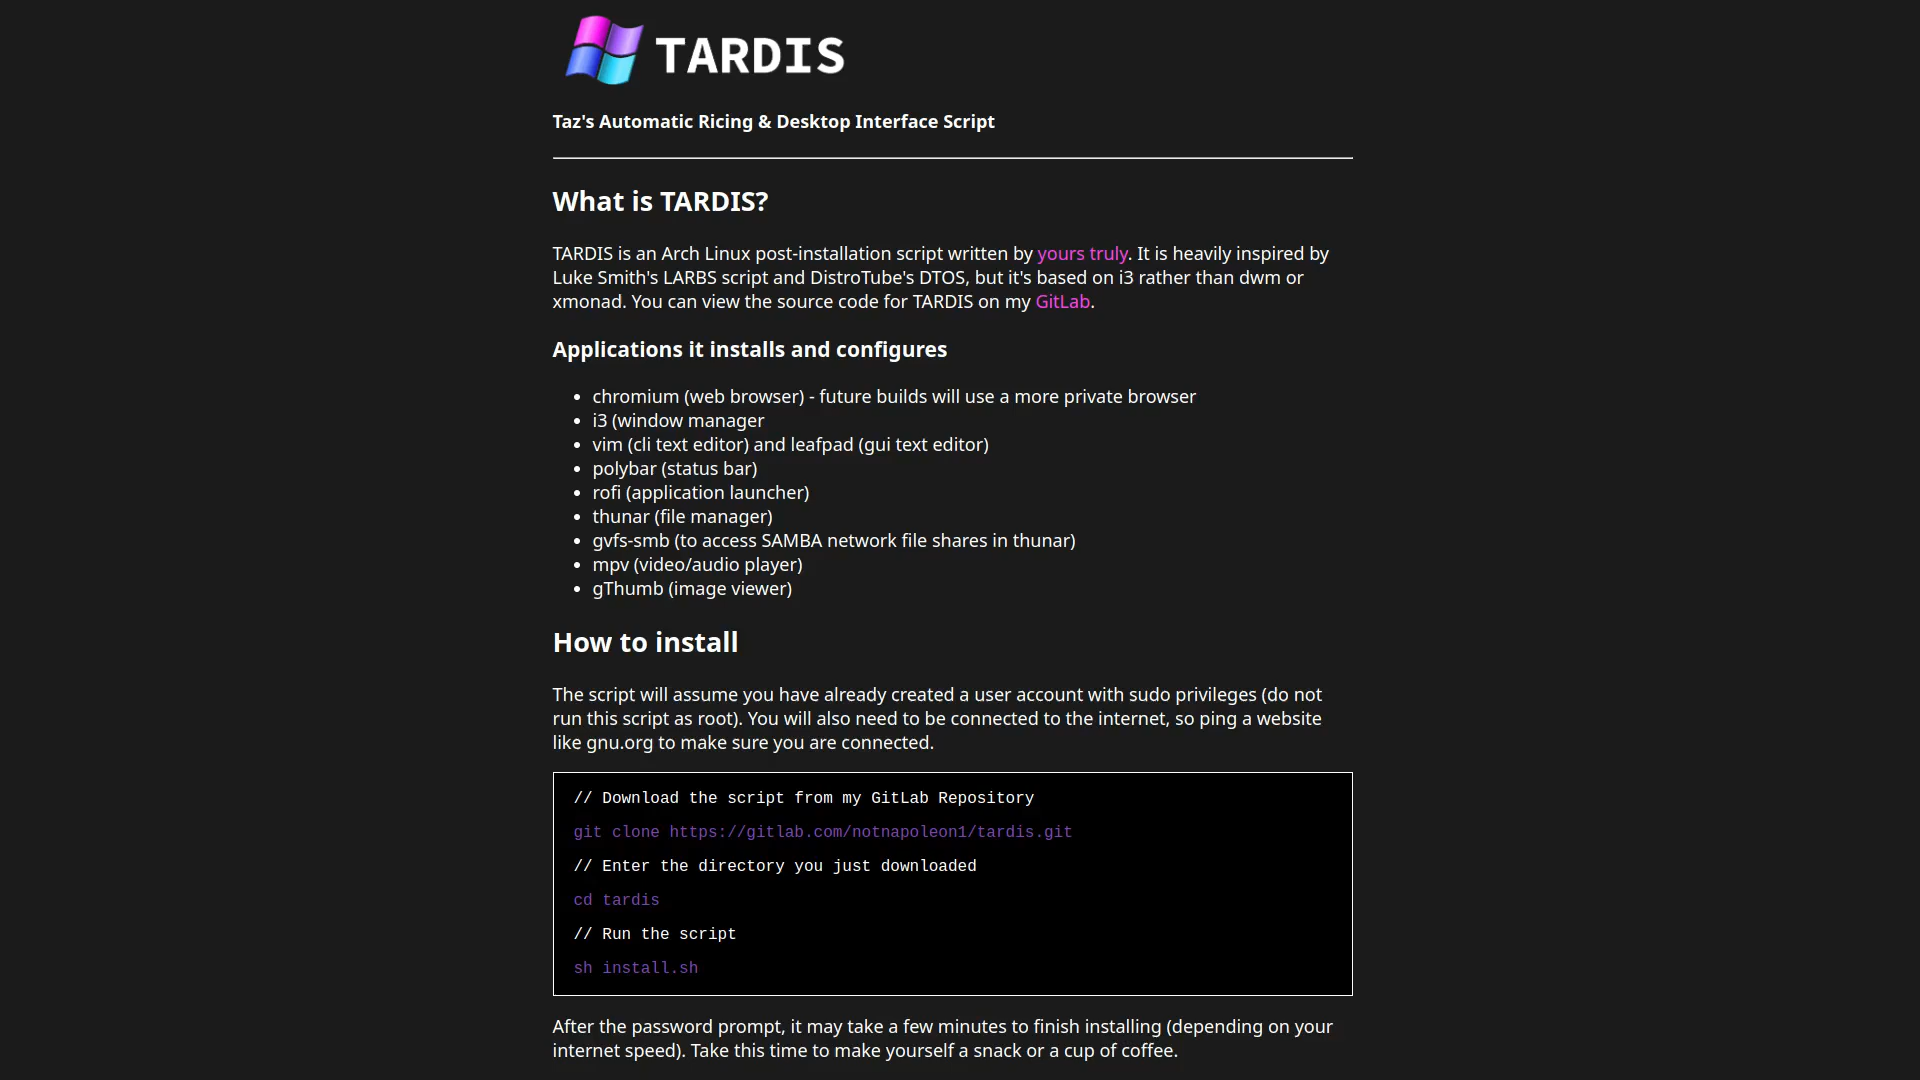 TARDIS
Taz's Automatic Ricing & Desktop Interface Script
What is TARDIS?
TARDIS is an Arch Linux post-installation script written by yours truly. It is heavily inspired by
Luke Smith's LARBS script and DistroTube's DTOS, but it's based on i3 rather than dwm or
xmonad. You can view the source code for TARDIS on my GitLab.
Applications it installs and configures
• chromium (web browser) - future builds will use a more private browser
• i3 (window manager
• vim (cli text editor) and leafpad (gui text editor)
• polybar (status bar)
• rofi (application launcher)
• thunar (file manager)
• gvfs-smb (to access SAMBA network file shares in thunar)
• mpv (video/audio player)
• gThumb (image viewer)
How to install
The script will assume you have already created a user account with sudo privileges (do not
run this script as root). You will also need to be connected to the internet, so ping a website
like gnu.org to make sure you are connected.
// Download the script from my GitLab Repository
git clone https://gitlab.com/notnapoleon1/tardis.git
// Enter the directory you just downloaded
cd tardis
// Run the script
sh install.sh
After the password prompt, it may take a few minutes to finish installing (depending on your
internet speed). Take this time to make yourself a snack or a cup of coffee.